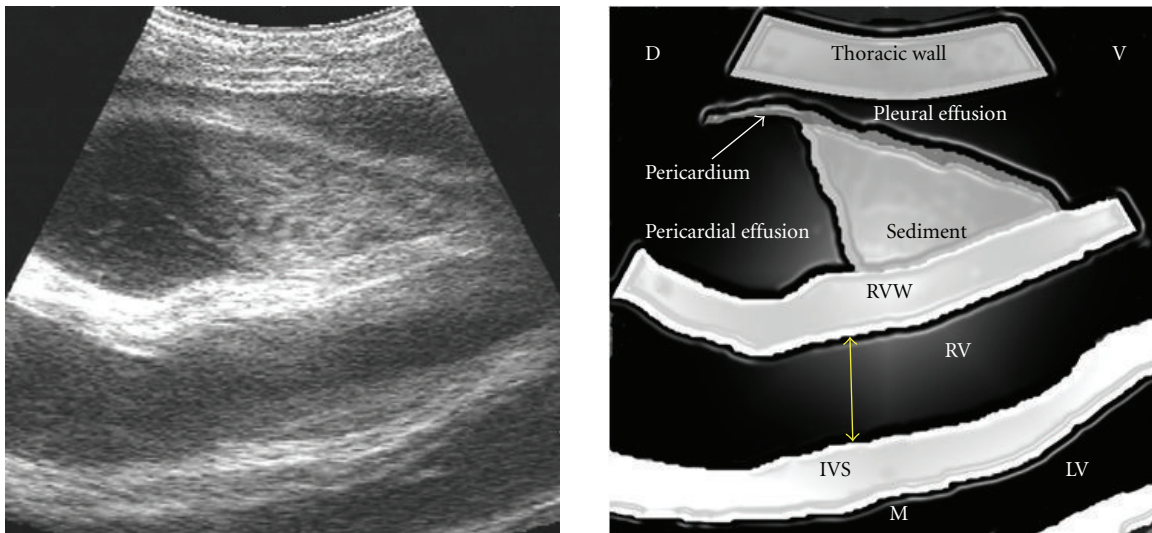 D
Thoracic wall
V
Pleural effusion
Pericardium
Pericardial effusion
Sediment
RVW
RV
IVS
LV
M